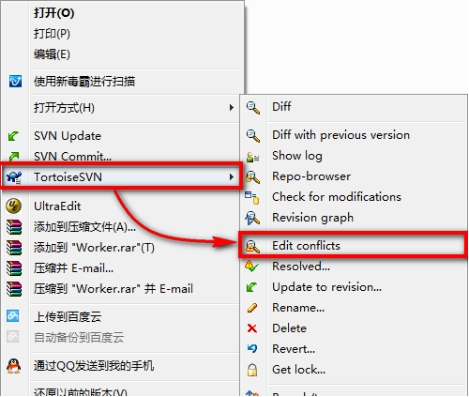 打开(O)
打印(P)
编辑(E)
使用新毒霸进行扫描
打开方式(H)
SVN Update
SVN Commit...
TortoiseSVN
UltraEdit
添加到压缩文件(A)...
添加到 "Worker.rar"(T)
压缩并 E-mail...
压缩到 "Worker.rar" 并 E-mail
上传到百度云
自动备份到百度云
通过QQ发送到我的手机
还原以前的版本(V)
Diff
Diff with previous version
Show log
Repo-browser
Check for modifications
Revision graph
Edit conflicts
Resolved...
Update to revision...
Rename...
Delete
Revert...
Get lock...